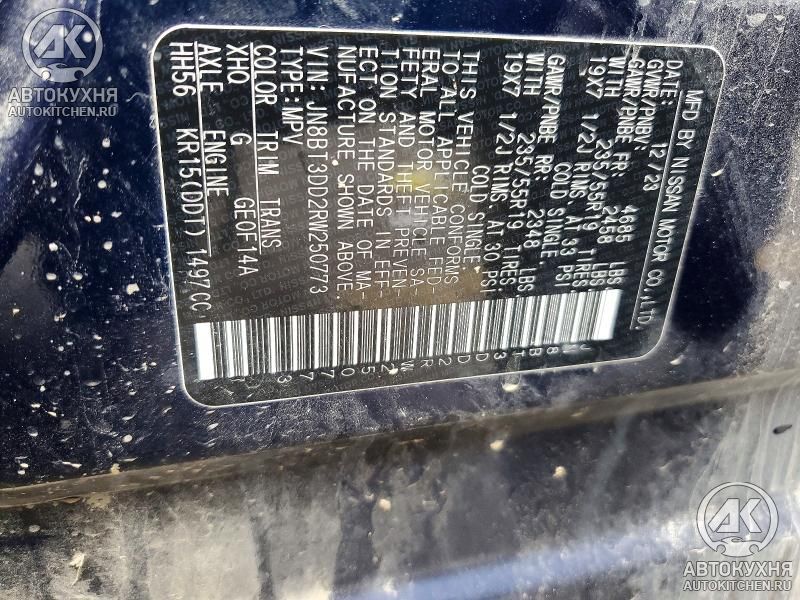 MFD BY NISSAN MOTOR CO.,LTD.
DATE: 12/23
GVWR/PNBV: 4685 LBS
GAWR/PNBE FR: 2458 LBS
WITH 235/55R19 TIRES
19X7 1/2J RIMS AT 33 PSI
COLD SINGLE
GAWR/PNBE RR: 2348 LBS
WITH 235/55R19 TIRES
19X7 1/2J RIMS AT 30 PSI
COLD SINGLE
THIS VEHICLE CONFORMS
TO ALL APPLICABLE FED-
ERAL MOTOR VEHICLE SA-
FETY AND THEFT PREVEN-
TION STANDARDS IN EFF-
ECT ON THE DATE OF MA-
NUFACTURE SHOWN ABOVE.
VIN: JN8BT3DD2RW250773
TYPE:MPV
COLOR TRIM TRANS
XHQ G GE0FT4A
AXLE ENGINE
HH56 KR15(DDT) 1497CC
JN8BT3DD2RW250773
АК
АВТОКУХНЯ
AUTOKITCHEN.RU
АК
АВТОКУХНЯ
AUTOKITCHEN.RU